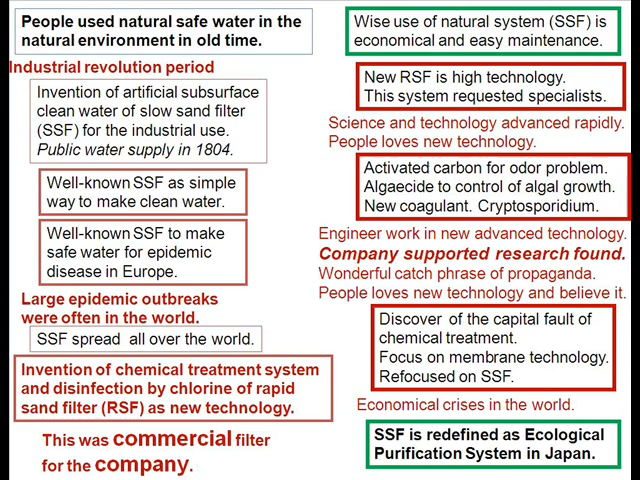 People used natural safe water in the
natural environment in old time.
Industrial revolution period
Invention of artificial subsurface
clean water of slow sand filter
(SSF) for the industrial use.
Public water supply in 1804.
Well-known SSF as simple
way to make clean water.
Well-known SSF to make
safe water for epidemic
disease in Europe.
Large epidemic outbreaks
were often in the world.
SSF spread all over the world.
Invention of chemical treatment system
and disinfection by chlorine of rapid
sand filter (RSF) as new technology.
This was commercial filter
for the company.
Wise use of natural system (SSF) is
economical and easy maintenance.
New RSF is high technology.
This system requested specialists.
Science and technology advanced rapidly.
People loves new technology.
Activated carbon for odor problem.
Algaecide to control of algal growth.
New coagulant. Cryptosporidium.
Engineer work in new advanced technology.
Company supported research found.
Wonderful catch phrase of propaganda.
People loves new technology and believe it.
Discover of the capital fault of
chemical treatment.
Focus on membrane technology.
Refocused on SSF.
Economical crises in the world.
SSF is redefined as Ecological
Purification System in Japan.